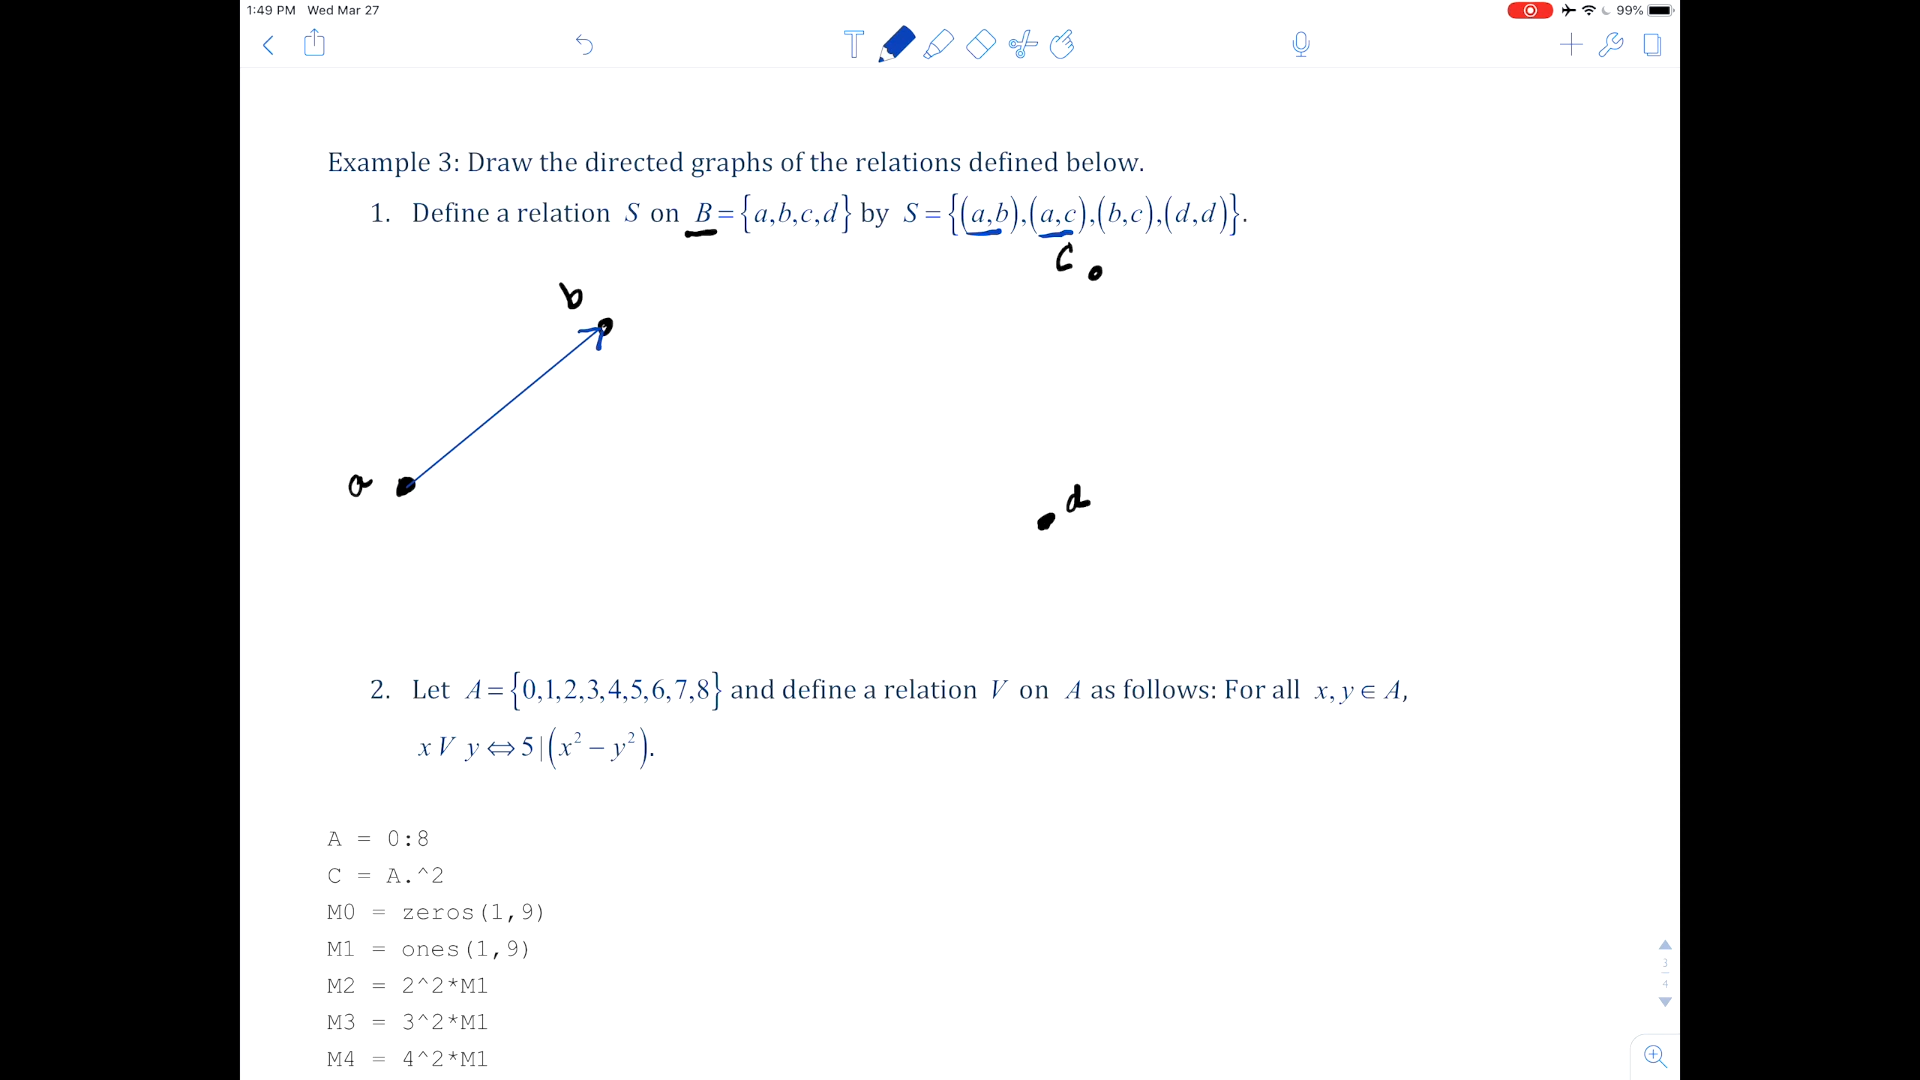 1:49 PM Wed Mar 27
99%
T
Example 3: Draw the directed graphs of the relations defined below.
1. Define a relation S on B = {a,b,c,d} by S = {(a,b),(a,c),(b,c),(d,d)}.
c
b
a
d
2. Let A = {0,1,2,3,4,5,6,7,8} and define a relation V on A as follows: For all x, y ∈ A,
x V y ⇔ 5 | (x² − y²).
A = 0:8
C = A.^2
M0 = zeros(1,9)
M1 = ones(1,9)
M2 = 2^2*M1
M3 = 3^2*M1
M4 = 4^2*M1
3
4